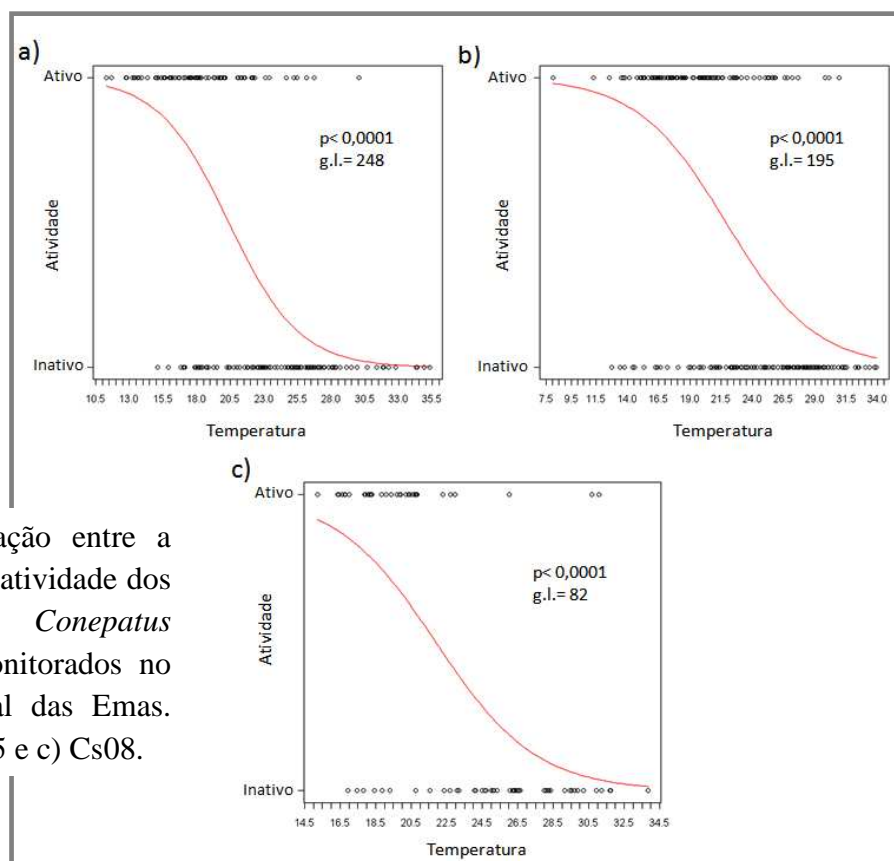 a)
Ativo
Atividade
Inativo
p< 0,0001
g.l.= 248
10.5 15.5 18.0 20.5 23.0 25.5 28.0 30.5 33.0 35.5
Temperatura
b)
Ativo
Atividade
Inativo
p< 0,0001
g.l.= 195
7.5 9.5 11.5 14.0 16.5 19.0 21.5 24.0 26.5 29.0 31.5 34.0
Temperatura
c)
Ativo
Atividade
Inativo
p< 0,0001
g.l.= 82
14.5 16.5 18.5 20.5 22.5 24.5 26.5 28.5 30.5 32.5 34.5
Temperatura
ação entre a
atividade dos
Conepatus
onitorados no
al das Emas.
5 e c) Cs08.